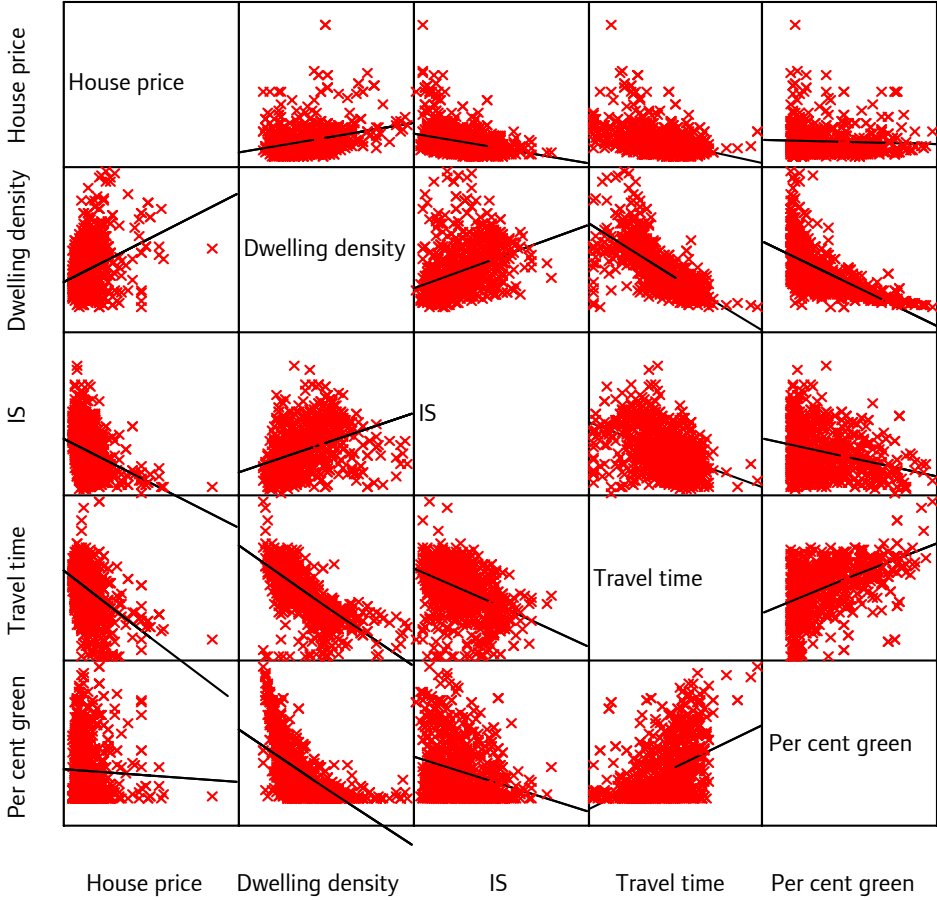 House price
House price
Dwelling density
Dwelling density
IS
IS
Travel time
Travel time
Per cent green
Per cent green
House price
Dwelling density
IS
Travel time
Per cent green